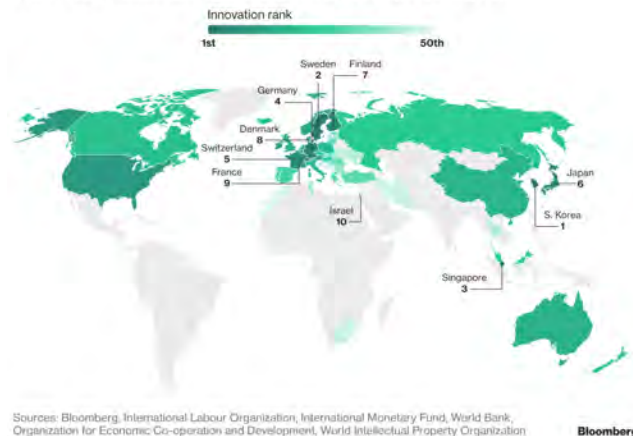 Innovation rank
1st 50th
Sweden
2
Finland
7
Germany
4
Denmark
8
Switzerland
5
France
9
Israel
10
Japan
6
S. Korea
1
Singapore
3
Sources: Bloomberg, International Labour Organization, International Monetary Fund, World Bank,
Organization for Economic Co-operation and Development, World Intellectual Property Organization
Bloomberg